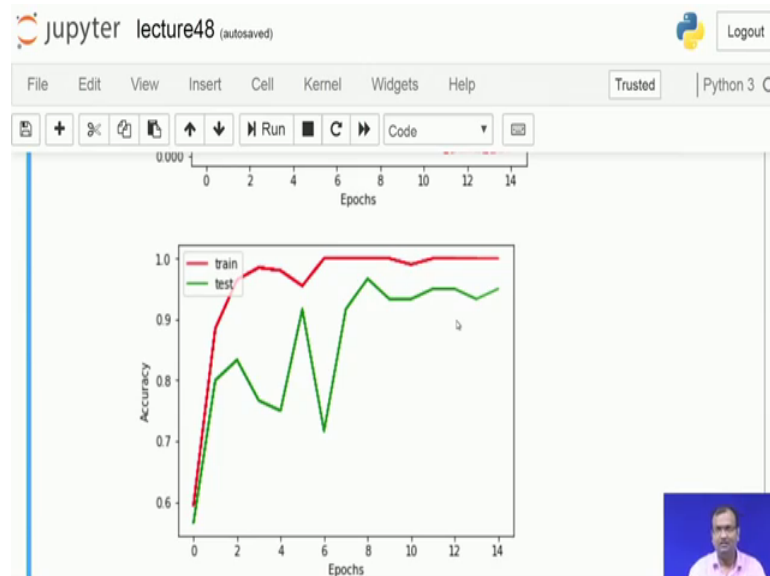 jupyter lecture48 (autosaved) Logout
File Edit View Insert Cell Kernel Widgets Help Trusted Python 3
Run Code
0.000
0 2 4 6 8 10 12 14
Epochs
train
test
1.0
0.9
0.8
0.7
0.6
Accuracy
0 2 4 6 8 10 12 14
Epochs